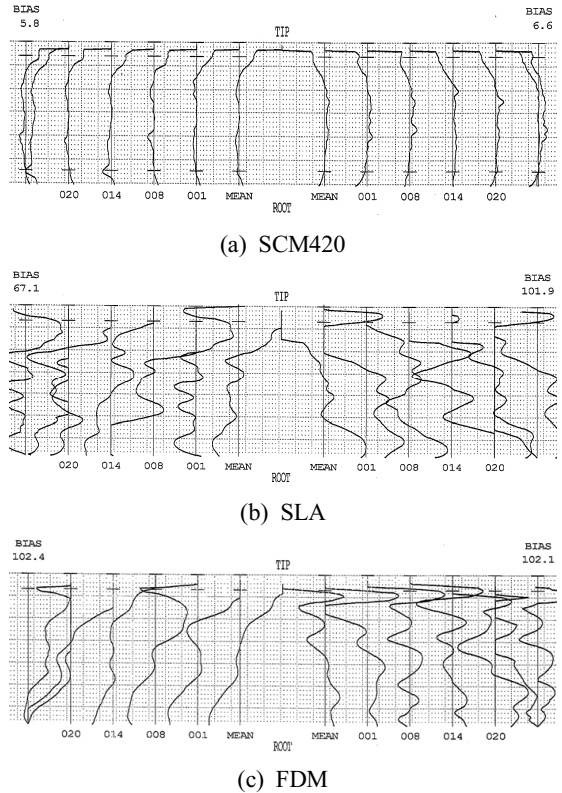 BIAS BIAS
5.8 TIP 6.6
020 014 008 001 MEAN MEAN 001 008 014 020
ROOT
(a) SCM420
BIAS BIAS
67.1 TIP 101.9
020 014 008 001 MEAN MEAN 001 008 014 020
ROOT
(b) SLA
BIAS BIAS
102.4 TIP 102.1
020 014 008 001 MEAN MEAN 001 008 014 020
ROOT
(c) FDM